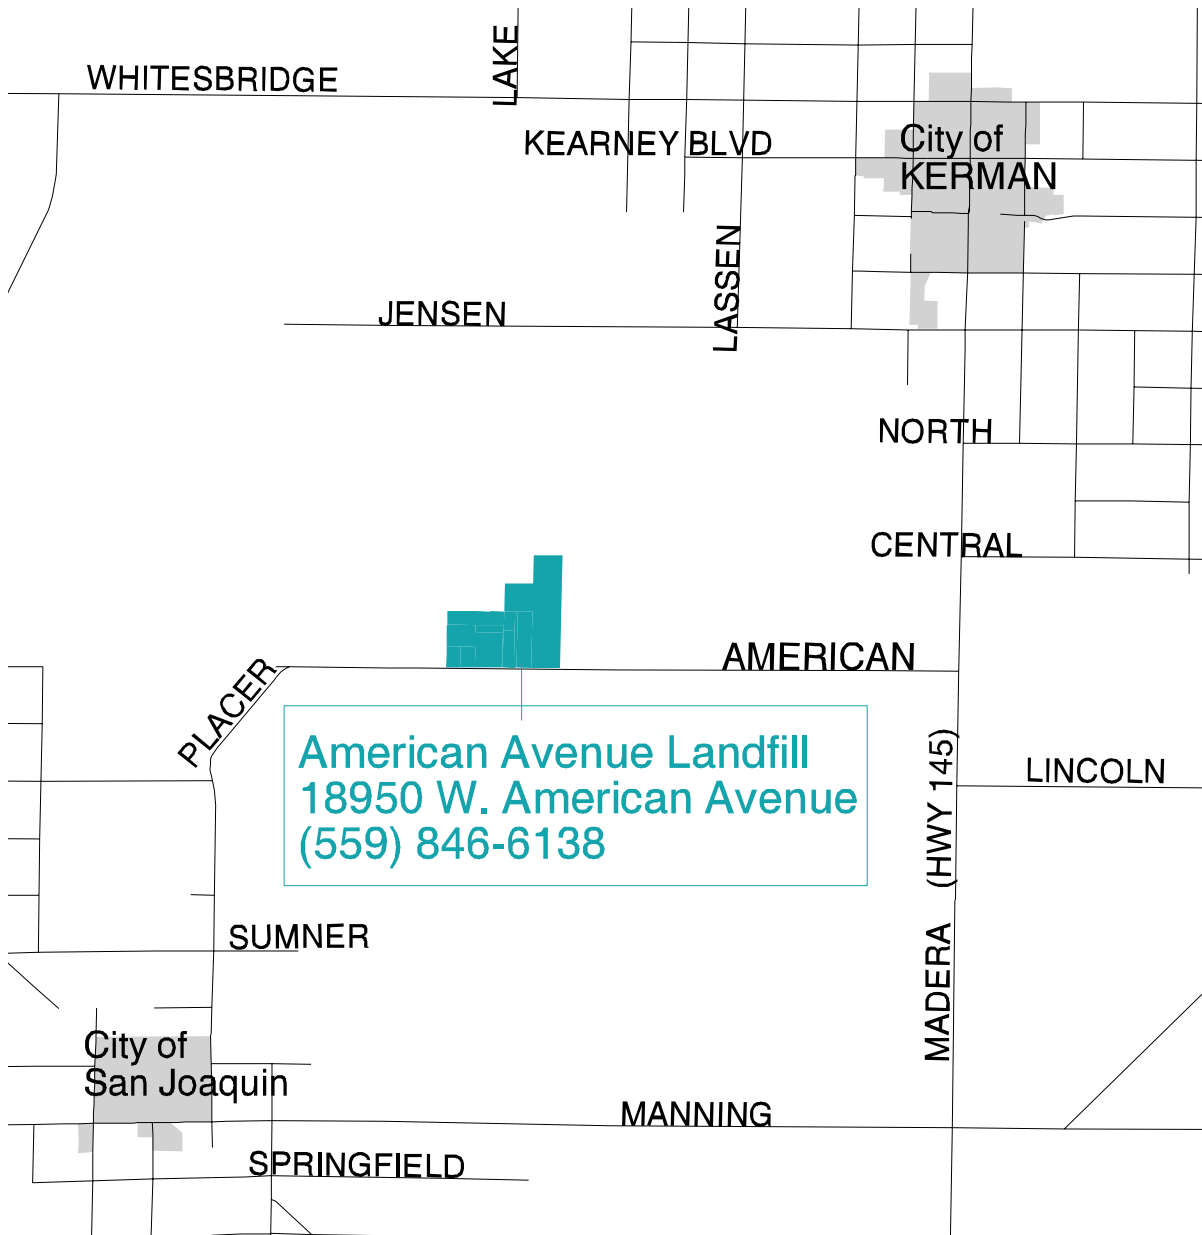 LAKE
WHITESBRIDGE
KEARNEY BLVD
City of
KERMAN
LASSEN
JENSEN
NORTH
CENTRAL
AMERICAN
PLACER
American Avenue Landfill
18950 W. American Avenue
(559) 846-6138
LINCOLN
MADERA (HWY 145)
SUMNER
City of
San Joaquin
MANNING
SPRINGFIELD